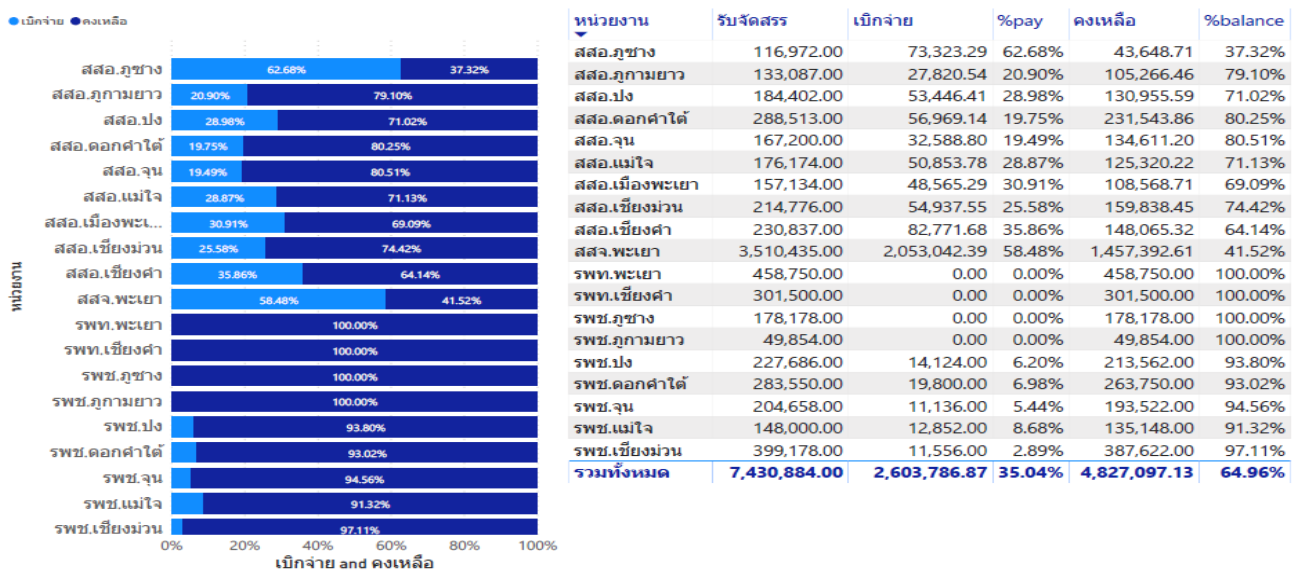 เบิกจ่าย คงเหลือ
หน่วยงาน
สสอ.ภูซาง 62.68% 37.32%
สสอ.ภูกามยาว 20.90% 79.10%
สสอ.ปง 28.98% 71.02%
สสอ.ดอกคำใต้ 19.75% 80.25%
สสอ.จุน 19.49% 80.51%
สสอ.แม่ใจ 28.87% 71.13%
สสอ.เมืองพะเ... 30.91% 69.09%
สสอ.เชียงม่วน 25.58% 74.42%
สสอ.เชียงคำ 35.86% 64.14%
สสจ.พะเยา 58.48% 41.52%
รพท.พะเยา 100.00%
รพท.เชียงคำ 100.00%
รพช.ภูซาง 100.00%
รพช.ภูกามยาว 100.00%
รพช.ปง 93.80%
รพช.ดอกคำใต้ 93.02%
รพช.จุน 94.56%
รพช.แม่ใจ 91.32%
รพช.เชียงม่วน 97.11%
0% 20% 40% 60% 80% 100%
เบิกจ่าย and คงเหลือ
หน่วยงาน รับจัดสรร เบิกจ่าย %pay คงเหลือ %balance
สสอ.ภูซาง 116,972.00 73,323.29 62.68% 43,648.71 37.32%
สสอ.ภูกามยาว 133,087.00 27,820.54 20.90% 105,266.46 79.10%
สสอ.ปง 184,402.00 53,446.41 28.98% 130,955.59 71.02%
สสอ.ดอกคำใต้ 288,513.00 56,969.14 19.75% 231,543.86 80.25%
สสอ.จุน 167,200.00 32,588.80 19.49% 134,611.20 80.51%
สสอ.แม่ใจ 176,174.00 50,853.78 28.87% 125,320.22 71.13%
สสอ.เมืองพะเยา 157,134.00 48,565.29 30.91% 108,568.71 69.09%
สสอ.เชียงม่วน 214,776.00 54,937.55 25.58% 159,838.45 74.42%
สสอ.เชียงคำ 230,837.00 82,771.68 35.86% 148,065.32 64.14%
สสจ.พะเยา 3,510,435.00 2,053,042.39 58.48% 1,457,392.61 41.52%
รพท.พะเยา 458,750.00 0.00 0.00% 458,750.00 100.00%
รพท.เชียงคำ 301,500.00 0.00 0.00% 301,500.00 100.00%
รพช.ภูซาง 178,178.00 0.00 0.00% 178,178.00 100.00%
รพช.ภูกามยาว 49,854.00 0.00 0.00% 49,854.00 100.00%
รพช.ปง 227,686.00 14,124.00 6.20% 213,562.00 93.80%
รพช.ดอกคำใต้ 283,550.00 19,800.00 6.98% 263,750.00 93.02%
รพช.จุน 204,658.00 11,136.00 5.44% 193,522.00 94.56%
รพช.แม่ใจ 148,000.00 12,852.00 8.68% 135,148.00 91.32%
รพช.เชียงม่วน 399,178.00 11,556.00 2.89% 387,622.00 97.11%
รวมทั้งหมด 7,430,884.00 2,603,786.87 35.04% 4,827,097.13 64.96%